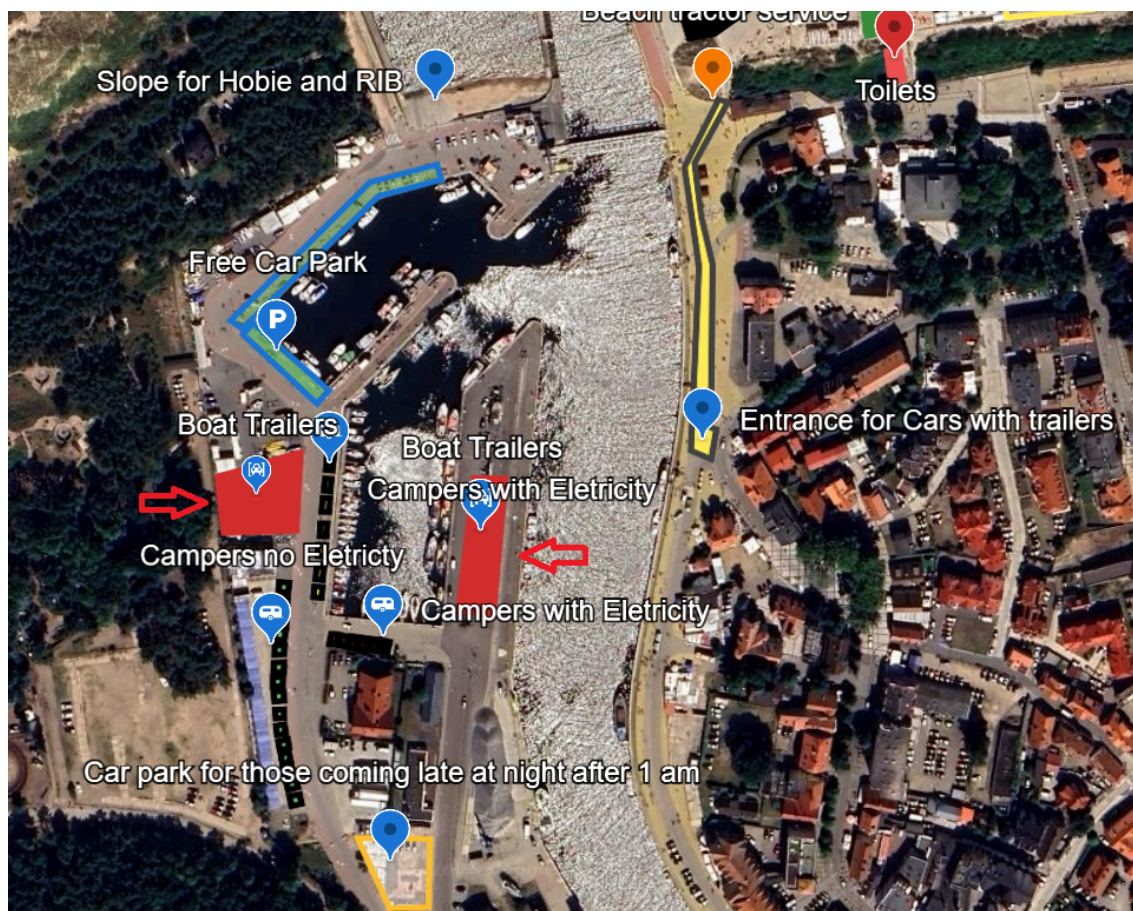 Beach tractor service
Slope for Hobie and RIB
Toilets
Free Car Park
P
Boat Trailers
Entrance for Cars with trailers
Boat Trailers
Campers with Eletricity
Campers no Eletricty
Campers with Eletricity
Car park for those coming late at night after 1 am